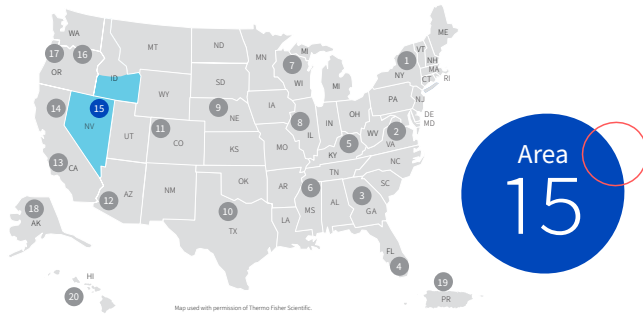 ME
WA
ND
VT
MT
MN
MI
NH
17
16
7
1
MA
ID
SD
WI
NY
OR
CT
RI
WY
MI
14
15
9
IA
PA
NJ
NE
OH
DE
8
IN
2
MD
NV
11
IL
WV
UT
CO
5
VA
KS
MO
KY
13
CA
NC
TN
OK
6
SC
12
AZ
NM
AR
3
18
10
MS
AL
GA
AK
TX
LA
FL
4
HI
19
20
PR
Map used with permission of Thermo Fisher Scientific.
Area
15